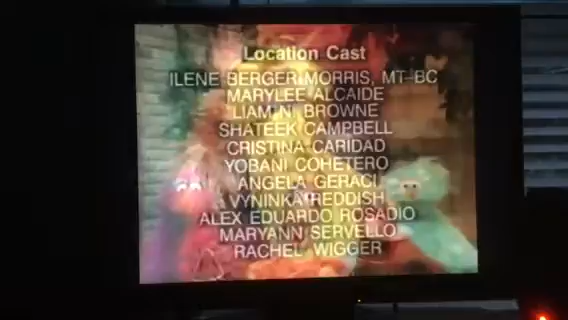 Location Cast
ILENE BERGER MORRIS, MT-BC
MARYLEE ALCAIDE
LIAM N. BROWNE
SHATEEK CAMPBELL
CRISTINA CARIDAD
YOBANI COHETERO
ANGELA GERACI
AVYNINKA REDDISH
ALEX EDUARDO ROSADIO
MARYANN SERVELLO
RACHEL WIGGER